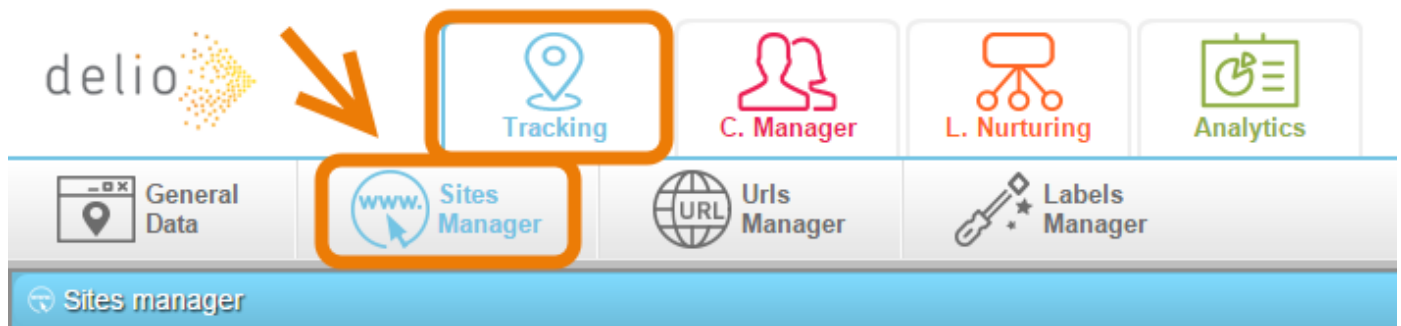 delio
Tracking
C. Manager
L. Nurturing
Analytics
General
Data
www.
Sites
Manager
URL
Urls
Manager
Labels
Manager
Sites manager